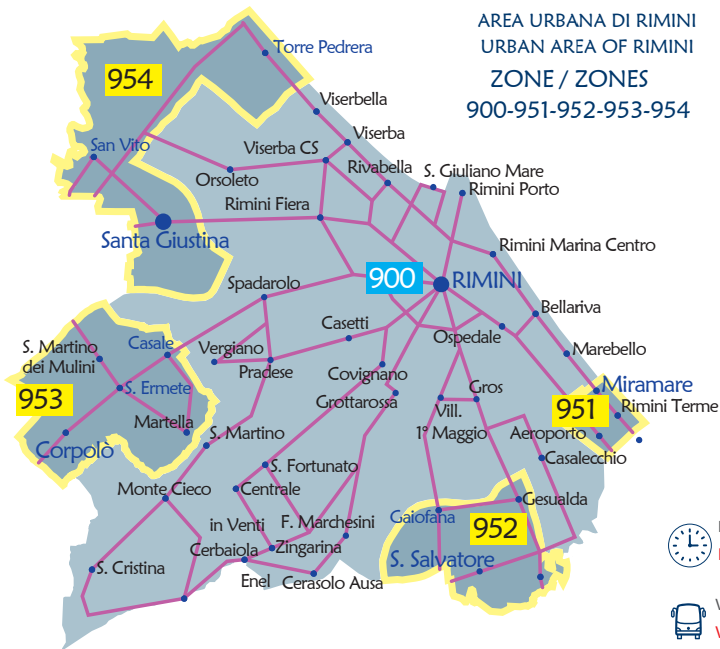 AREA URBANA DI RIMINI
URBAN AREA OF RIMINI
ZONE / ZONES
900-951-952-953-954
Torre Pedrera
954
Viserbella
Viserba
San Vito
Viserba CS
Rivabella
S. Giuliano Mare
Orsoleto
Rimini Porto
Rimini Fiera
Santa Giustina
Rimini Marina Centro
900
RIMINI
Spadarolo
Bellariva
Casetti
Ospedale
S. Martino
dei Mulini
Casale
Vergiano
Pradese
Covignano
Marebello
953
S. Ermete
Grottarossa
Gros
Miramare
Vill.
1° Maggio
951
Rimini Terme
Martella
Corpolò
S. Martino
Aeroporto
Casalecchio
S. Fortunato
Monte Cieco
Centrale
Gesualda
in Venti
F. Marchesini
Gaiofana
952
Cerbaiola
Zingarina
S. Salvatore
S. Cristina
Enel
Cerasolo Ausa